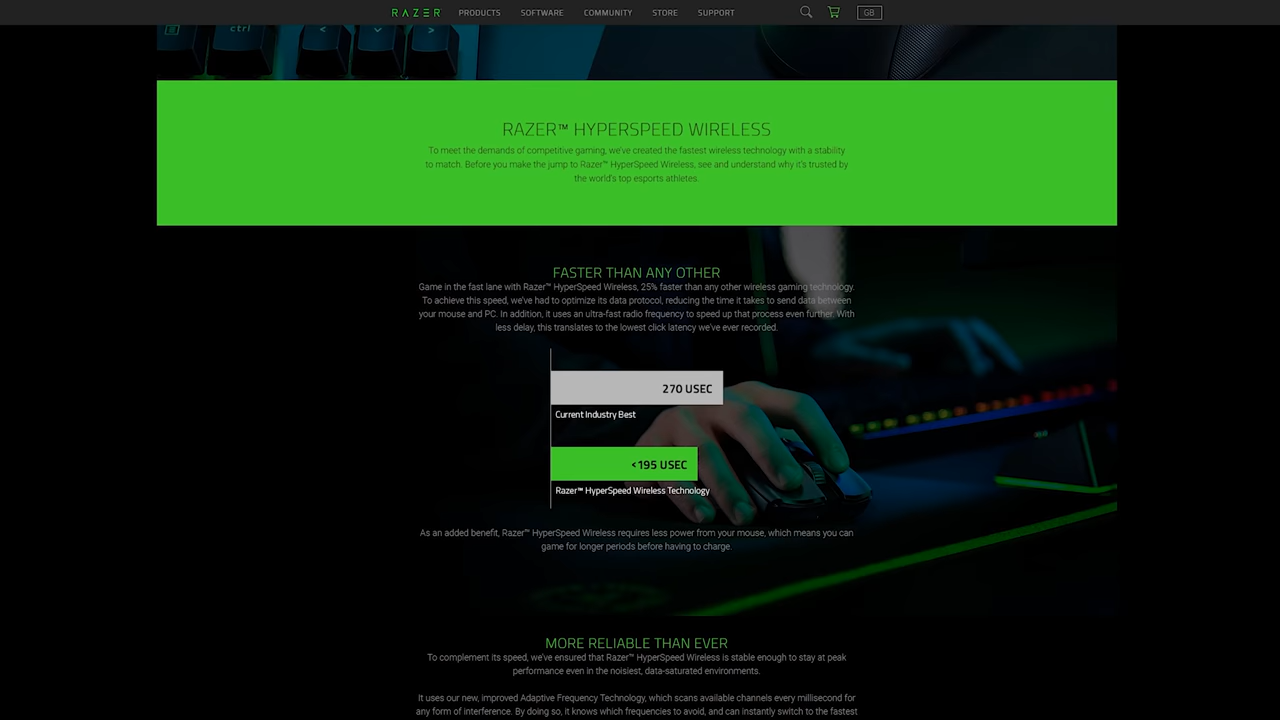 RAZER PRODUCTS SOFTWARE COMMUNITY STORE SUPPORT GB
ctrl < >
RAZER™ HYPERSPEED WIRELESS
To meet the demands of competitive gaming, we've created the fastest wireless technology with a stability
to match. Before you make the jump to Razer™ HyperSpeed Wireless, see and understand why it's trusted by
the world's top esports athletes.
FASTER THAN ANY OTHER
Game in the fast lane with Razer™ HyperSpeed Wireless, 25% faster than any other wireless gaming technology.
To achieve this speed, we've had to optimize its data protocol, reducing the time it takes to send data between
your mouse and PC. In addition, it uses an ultra-fast radio frequency to speed up that process even further. With
less delay, this translates to the lowest click latency we've ever recorded.
270 USEC
Current Industry Best
<195 USEC
Razer™ HyperSpeed Wireless Technology
As an added benefit, Razer™ HyperSpeed Wireless requires less power from your mouse, which means you can
game for longer periods before having to charge.
MORE RELIABLE THAN EVER
To complement its speed, we've ensured that Razer™ HyperSpeed Wireless is stable enough to stay at peak
performance even in the noisiest, data-saturated environments.
It uses our new, improved Adaptive Frequency Technology, which scans available channels every millisecond for
any form of interference. By doing so, it knows which frequencies to avoid, and can instantly switch to the fastest